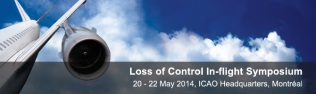 Loss of Control In-flight Symposium
20 - 22 May 2014, ICAO Headquarters, Montréal